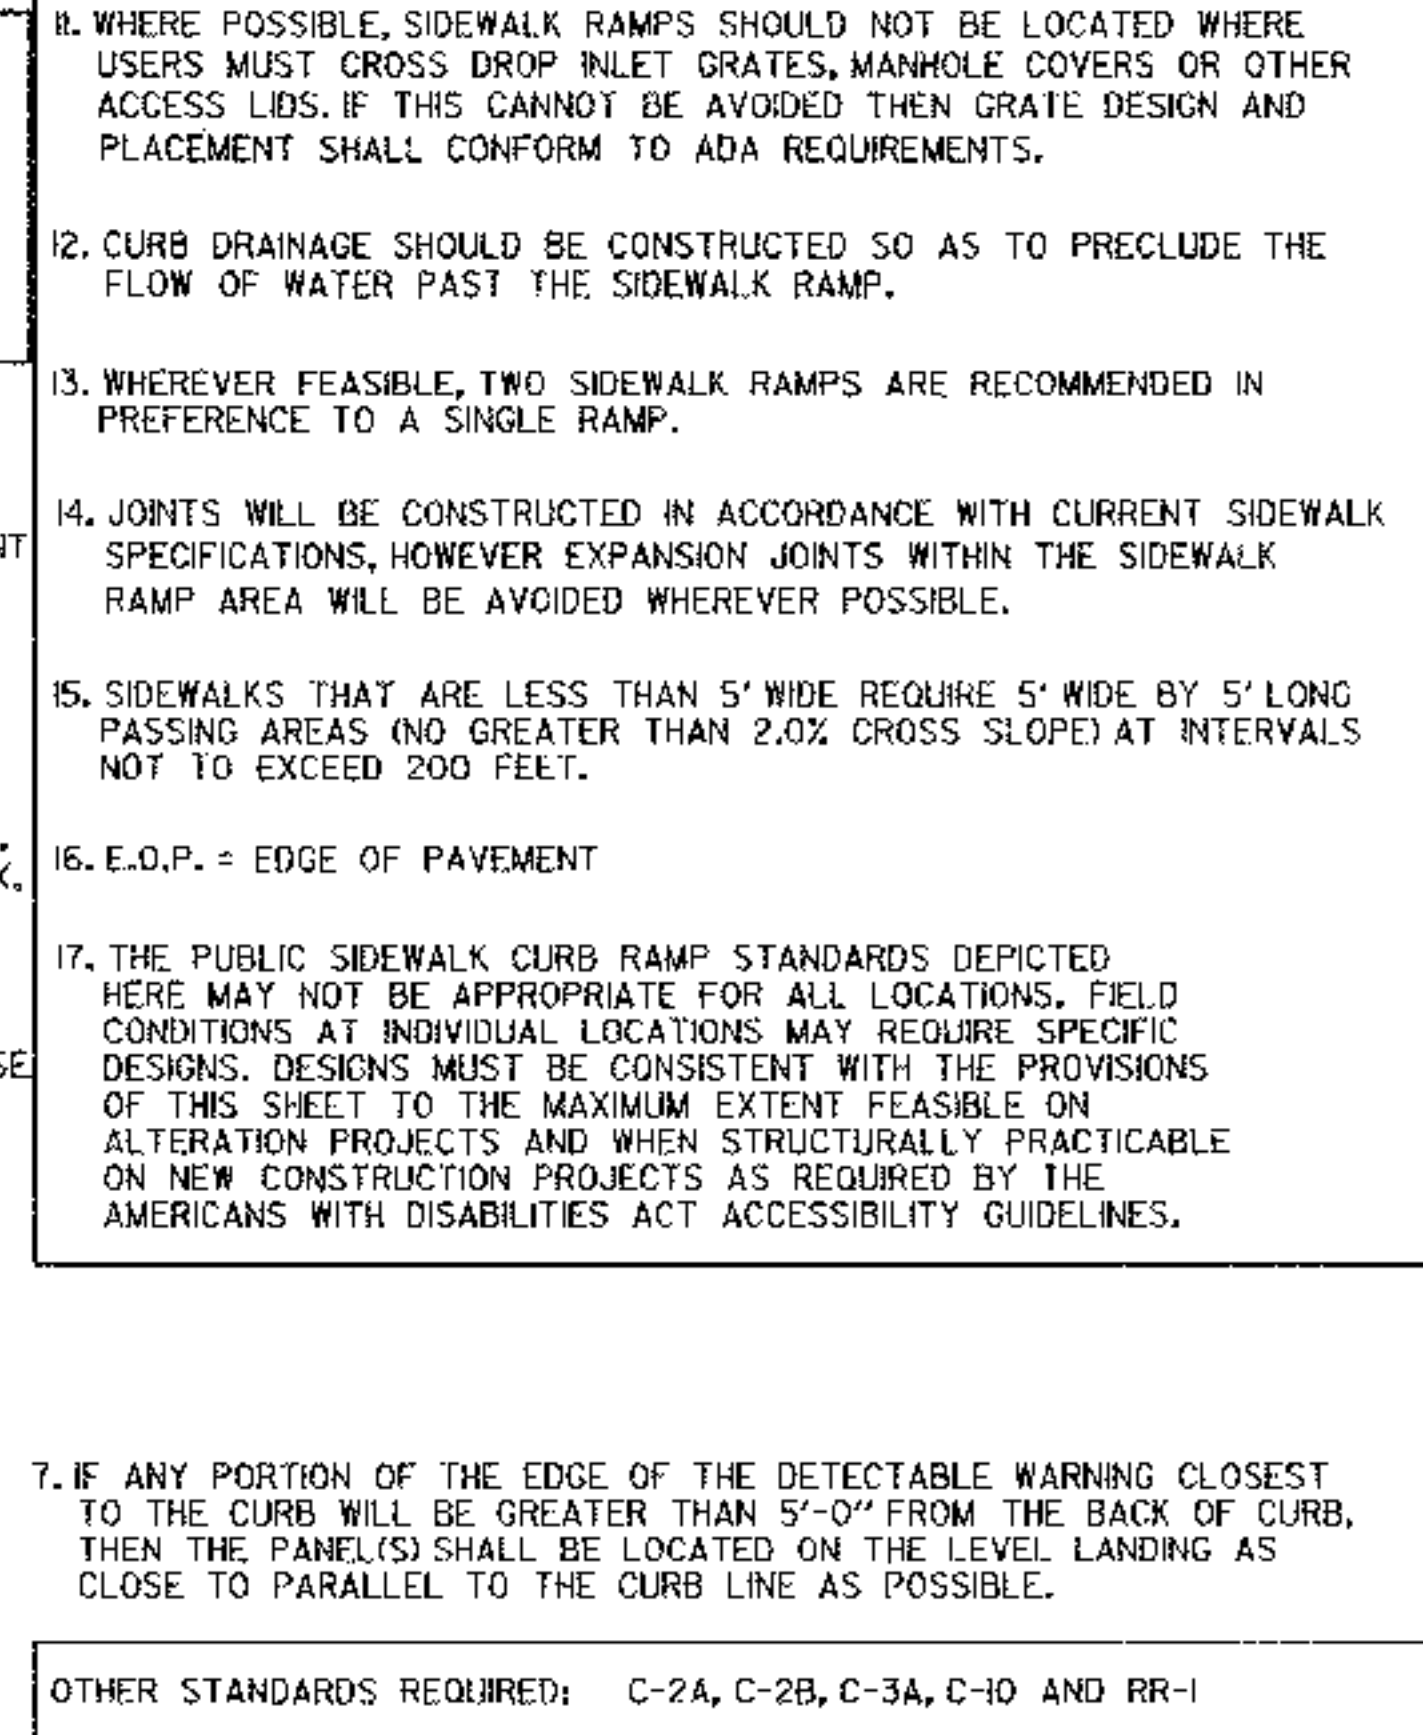 11. WHERE POSSIBLE, SIDEWALK RAMPS SHOULD NOT BE LOCATED WHERE
USERS MUST CROSS DROP INLET GRATES, MANHOLE COVERS OR OTHER
ACCESS LIDS. IF THIS CANNOT BE AVOIDED THEN GRATE DESIGN AND
PLACEMENT SHALL CONFORM TO ADA REQUIREMENTS.
12. CURB DRAINAGE SHOULD BE CONSTRUCTED SO AS TO PRECLUDE THE
FLOW OF WATER PAST THE SIDEWALK RAMP.
13. WHEREVER FEASIBLE, TWO SIDEWALK RAMPS ARE RECOMMENDED IN
PREFERENCE TO A SINGLE RAMP.
14. JOINTS WILL BE CONSTRUCTED IN ACCORDANCE WITH CURRENT SIDEWALK
SPECIFICATIONS, HOWEVER EXPANSION JOINTS WITHIN THE SIDEWALK
RAMP AREA WILL BE AVOIDED WHEREVER POSSIBLE.
15. SIDEWALKS THAT ARE LESS THAN 5' WIDE REQUIRE 5' WIDE BY 5' LONG
PASSING AREAS (NO GREATER THAN 2.0% CROSS SLOPE) AT INTERVALS
NOT TO EXCEED 200 FEET.
16. E.O.P. = EDGE OF PAVEMENT
17. THE PUBLIC SIDEWALK CURB RAMP STANDARDS DEPICTED
HERE MAY NOT BE APPROPRIATE FOR ALL LOCATIONS. FIELD
CONDITIONS AT INDIVIDUAL LOCATIONS MAY REQUIRE SPECIFIC
DESIGNS. DESIGNS MUST BE CONSISTENT WITH THE PROVISIONS
OF THIS SHEET TO THE MAXIMUM EXTENT FEASIBLE ON
ALTERATION PROJECTS AND WHEN STRUCTURALLY PRACTICABLE
ON NEW CONSTRUCTION PROJECTS AS REQUIRED BY THE
AMERICANS WITH DISABILITIES ACT ACCESSIBILITY GUIDELINES.
7. IF ANY PORTION OF THE EDGE OF THE DETECTABLE WARNING CLOSEST
TO THE CURB WILL BE GREATER THAN 5'-0" FROM THE BACK OF CURB,
THEN THE PANEL(S) SHALL BE LOCATED ON THE LEVEL LANDING AS
CLOSE TO PARALLEL TO THE CURB LINE AS POSSIBLE.
OTHER STANDARDS REQUIRED: C-2A, C-2B, C-3A, C-10 AND RR-1